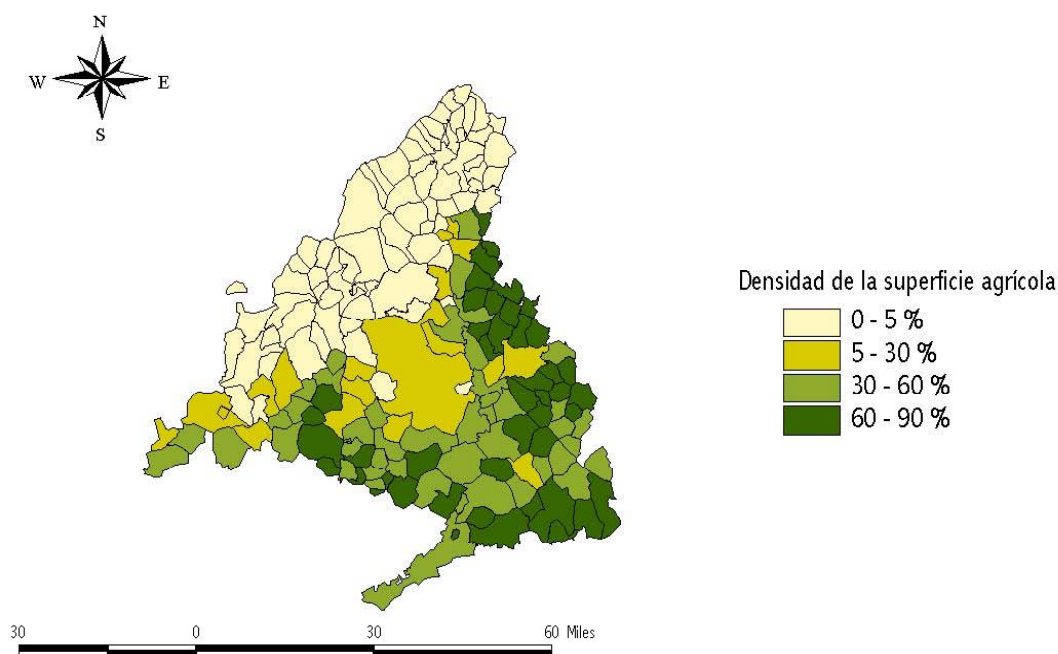 N
W E
S
Densidad de la superficie agrícola
0 - 5 %
5 - 30 %
30 - 60 %
60 - 90 %
30 0 30 60 Miles